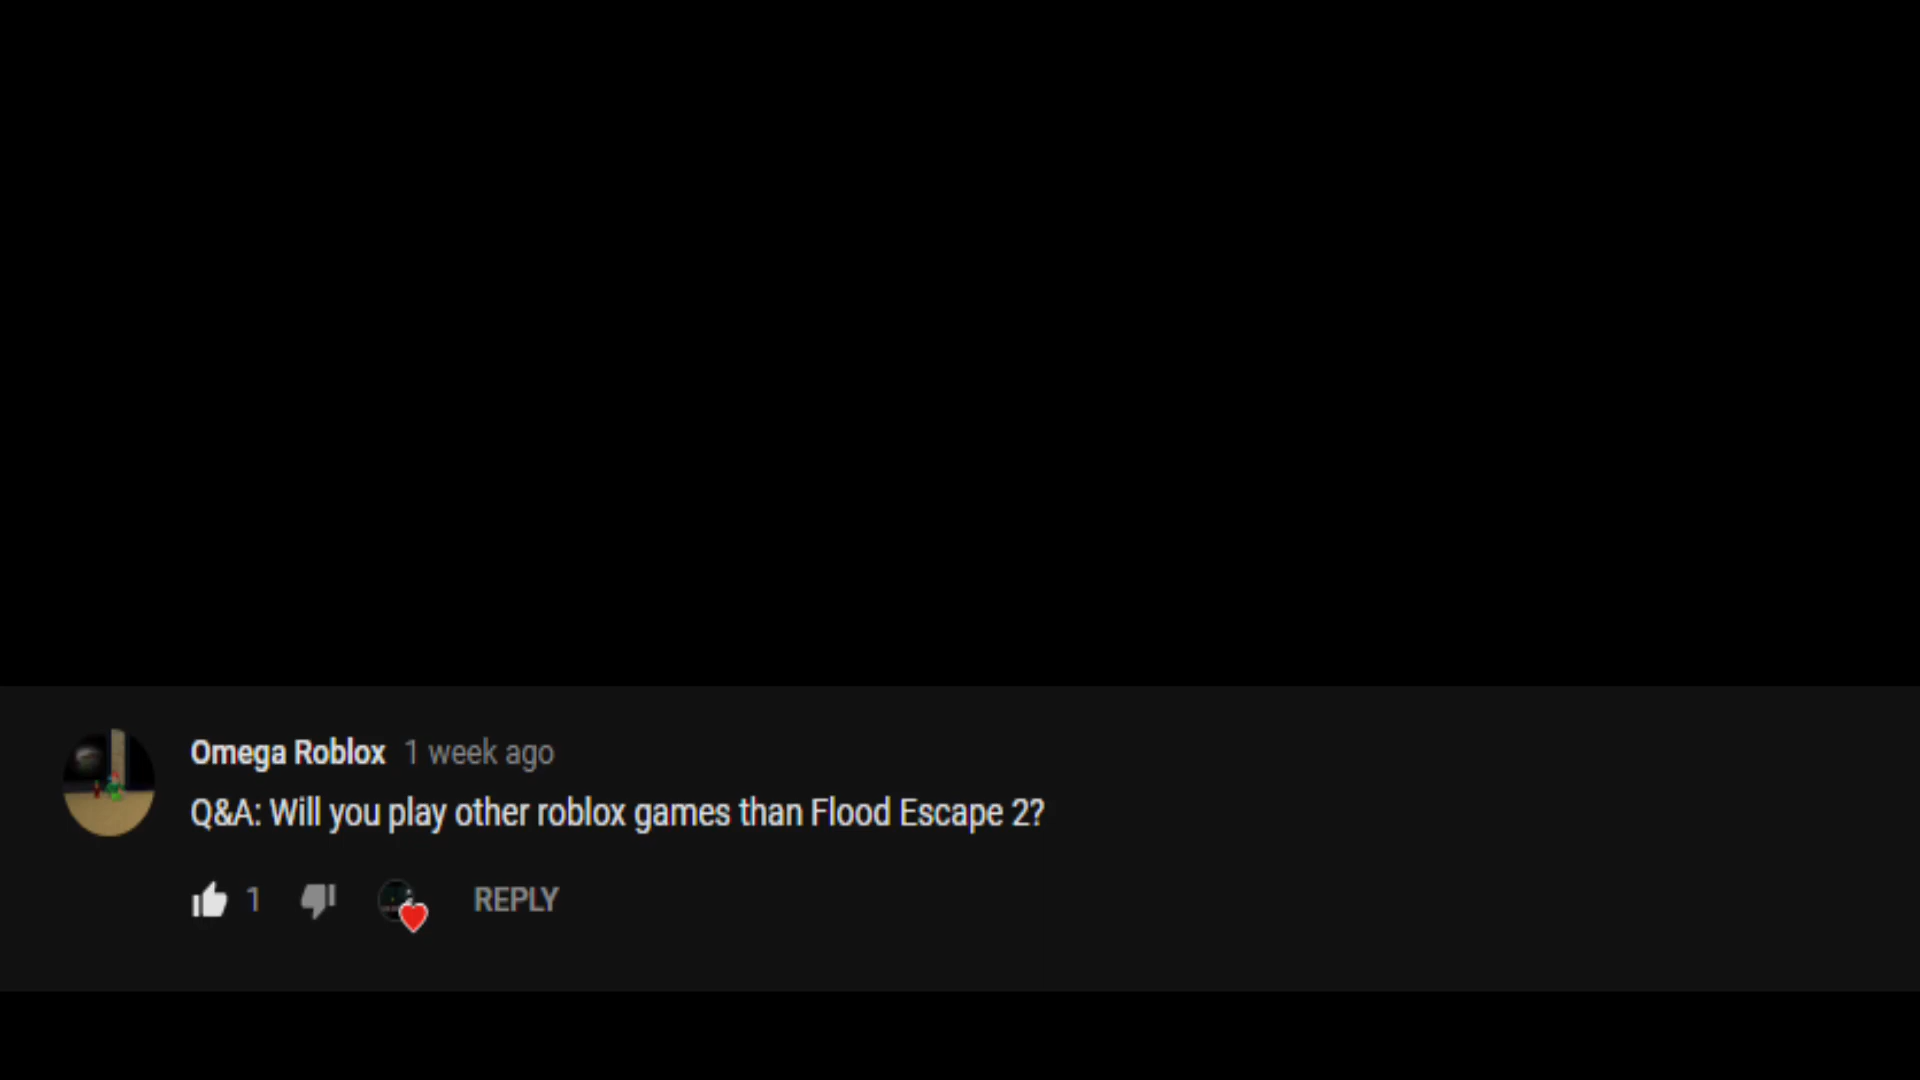 Omega Roblox 1 week ago
Q&A: Will you play other roblox games than Flood Escape 2?
1 REPLY